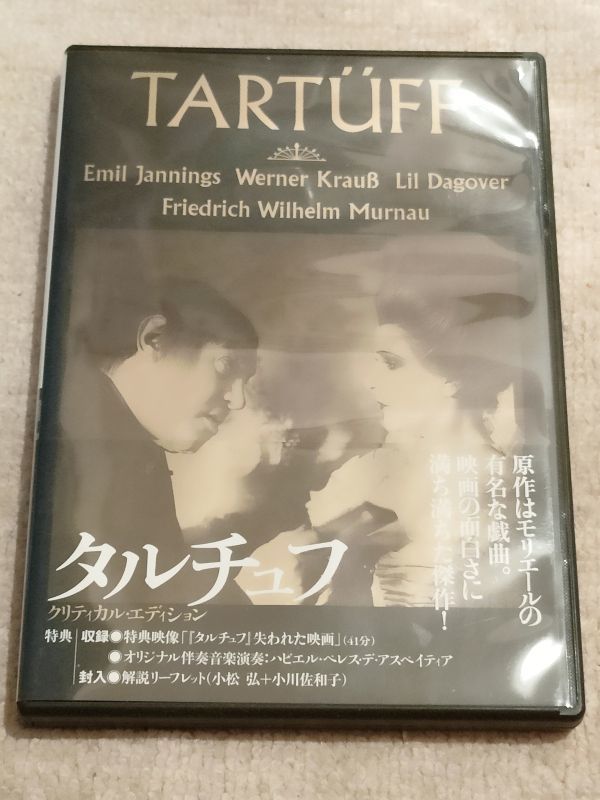 TARTÜFF
Emil Jannings Werner Krauß Lil Dagover
Friedrich Wilhelm Murnau
原作はモリエールの
有名な戯曲。
映画の面白さに
満ち満ちた傑作!
タルチュフ
クリティカル・エディション
特典 収録●特典映像「『タルチュフ』失われた映画」(41分)
●オリジナル伴奏音楽演奏:ハビエル・ペレス・デ・アスペイティア
封入●解説リーフレット(小松 弘+小川佐和子)